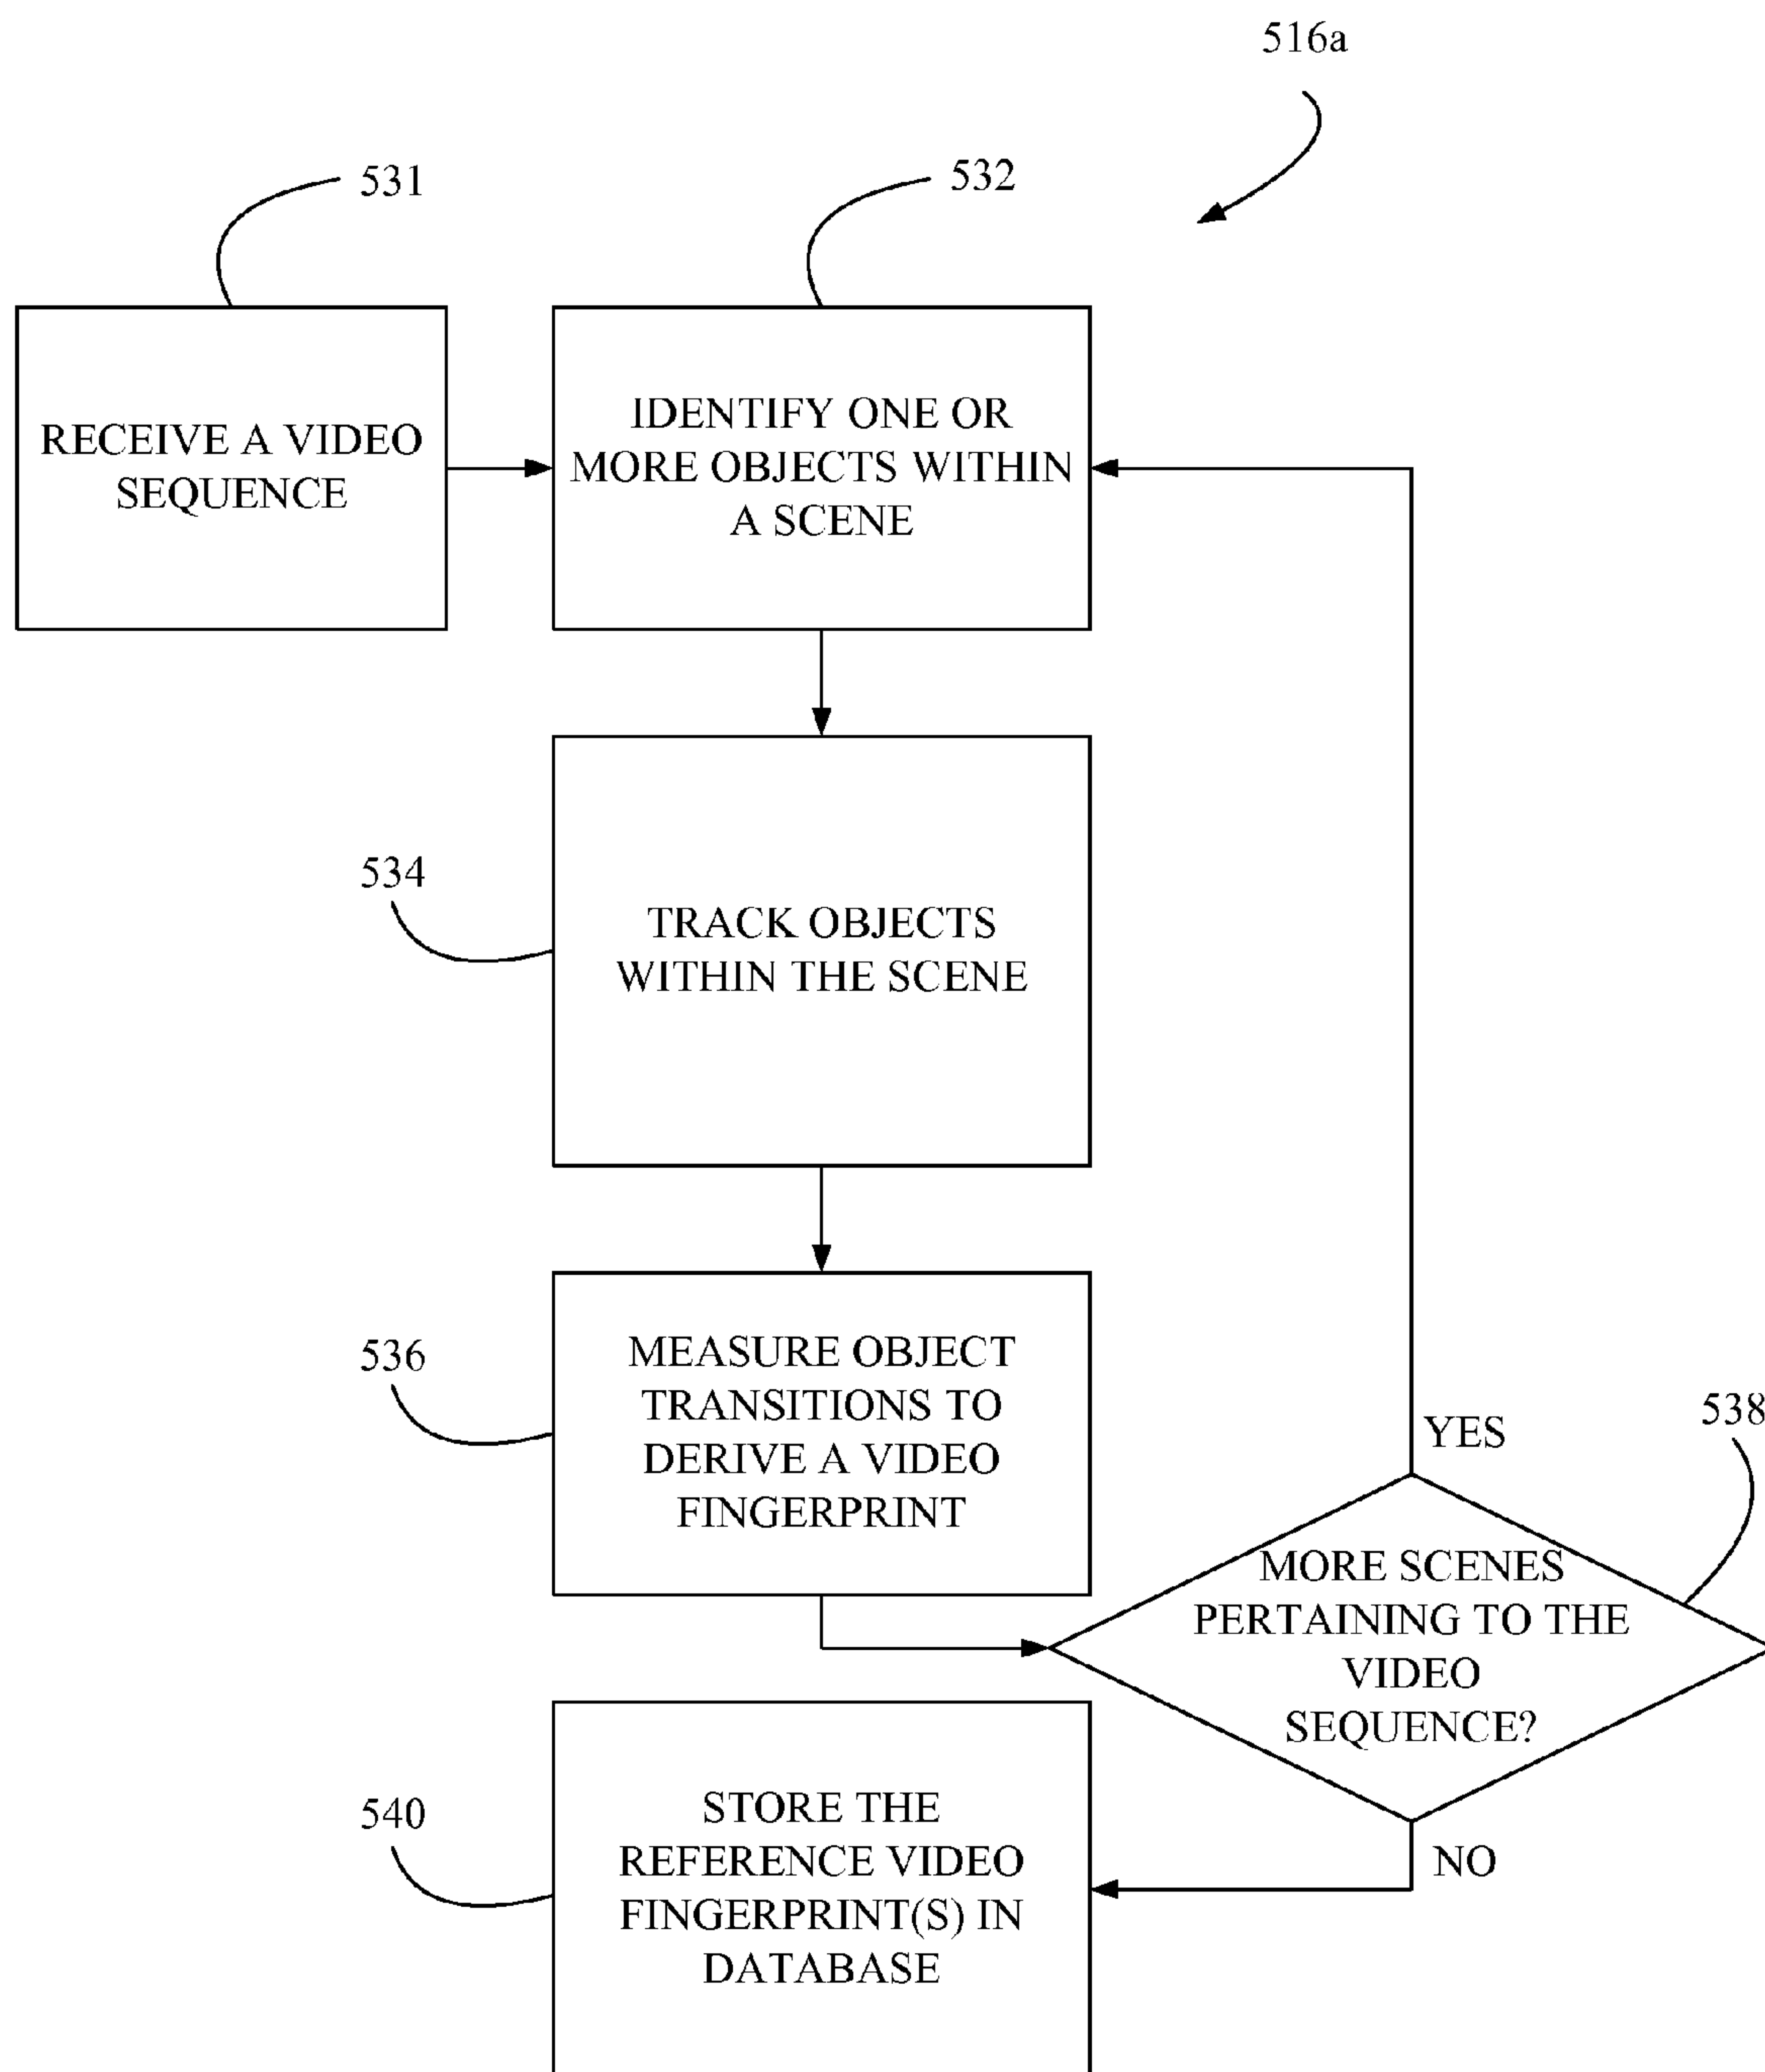 516a
531
532
RECEIVE A VIDEO
SEQUENCE
IDENTIFY ONE OR
MORE OBJECTS WITHIN
A SCENE
534
TRACK OBJECTS
WITHIN THE SCENE
536
MEASURE OBJECT
TRANSITIONS TO
DERIVE A VIDEO
FINGERPRINT
538
YES
MORE SCENES
PERTAINING TO THE
VIDEO
SEQUENCE?
NO
540
STORE THE
REFERENCE VIDEO
FINGERPRINT(S) IN
DATABASE